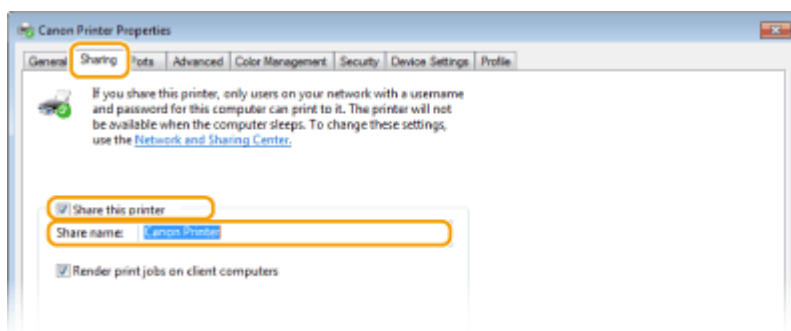 Canon Printer Properties
General Sharing Ports Advanced Color Management Security Device Settings Profile
If you share this printer, only users on your network with a username
and password for this computer can print to it. The printer will not
be available when the computer sleeps. To change these settings,
use the Network and Sharing Center.
Share this printer
Share name: Canon Printer
Render print jobs on client computers